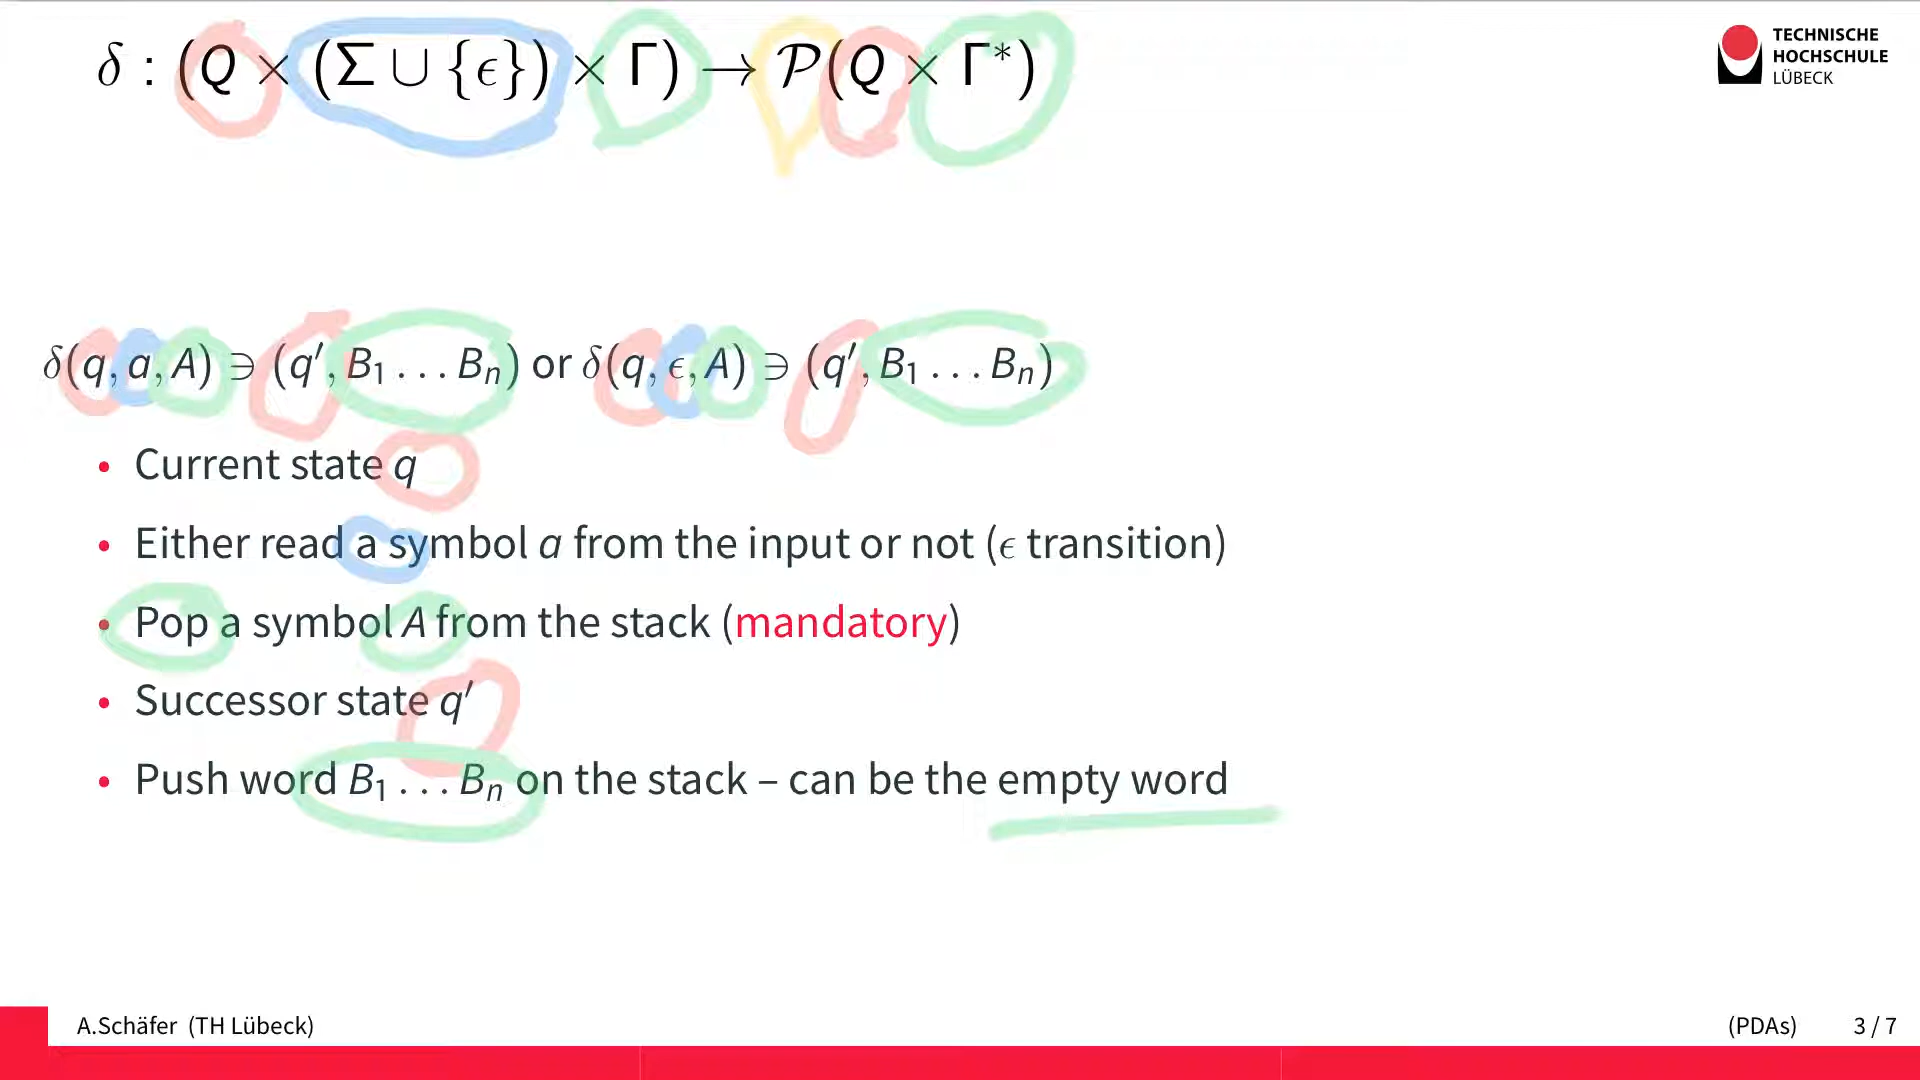 δ : (Q × (Σ ∪ {ϵ}) × Γ) → 𝒫(Q × Γ*)
TECHNISCHE
HOCHSCHULE
LÜBECK
δ(q, a, A) ∋ (q′, B₁ . . . Bₙ) or δ(q, ϵ, A) ∋ (q′, B₁ . . . Bₙ)
• Current state q
• Either read a symbol a from the input or not (ϵ transition)
• Pop a symbol A from the stack (mandatory)
• Successor state q′
• Push word B₁ . . . Bₙ on the stack – can be the empty word
A.Schäfer (TH Lübeck) (PDAs) 3 / 7